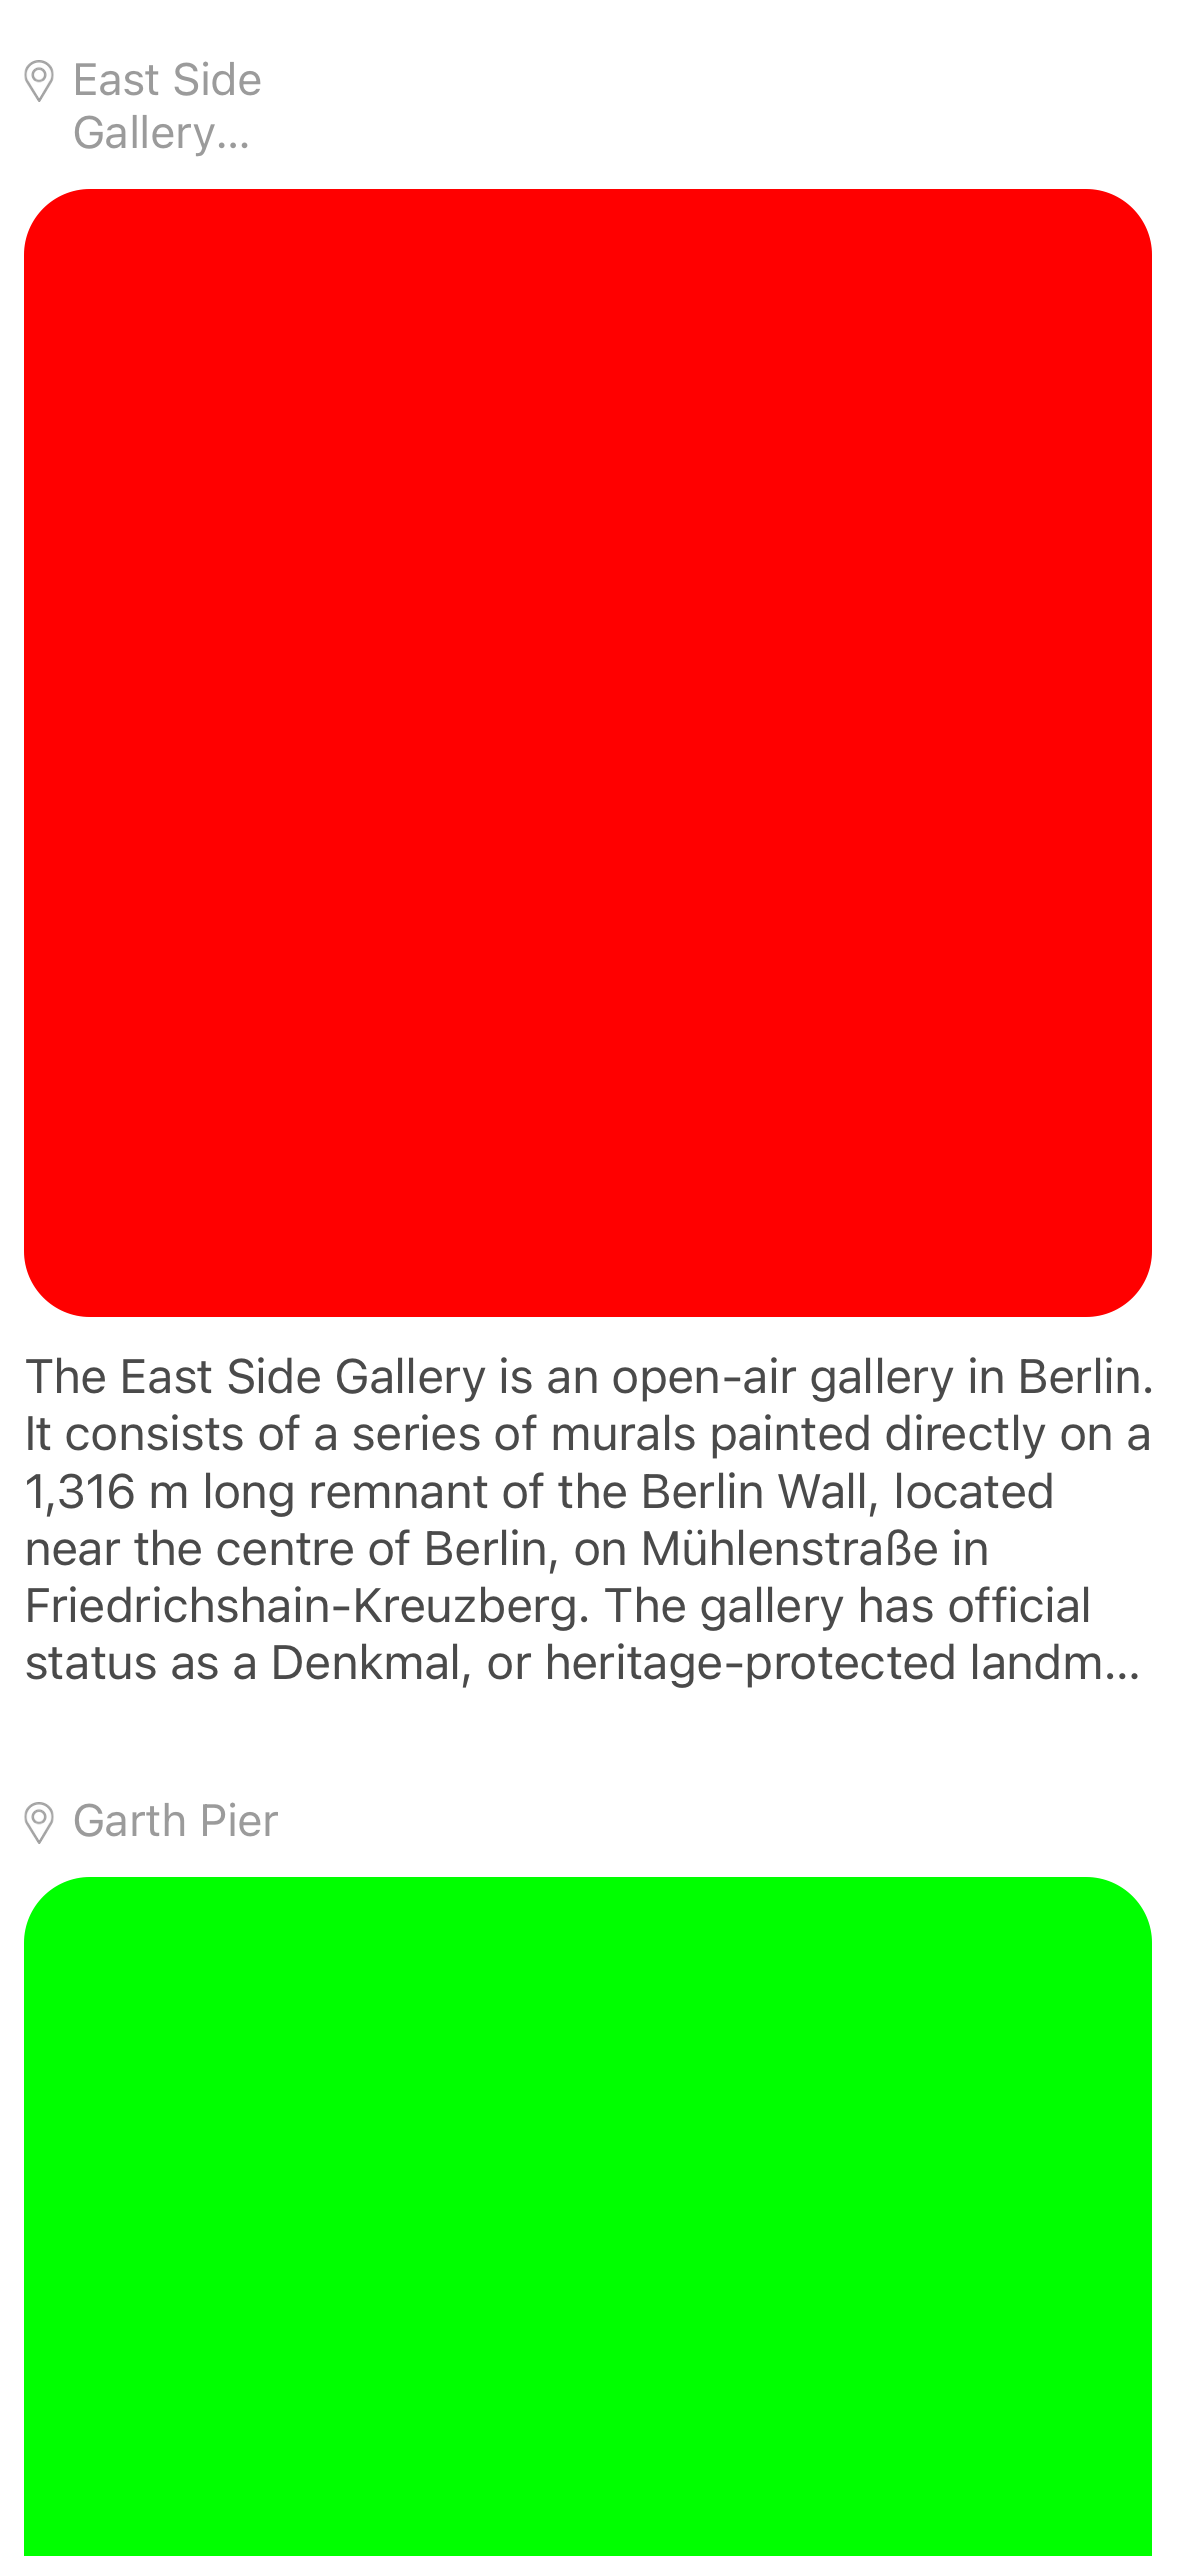 East Side
Gallery...
The East Side Gallery is an open-air gallery in Berlin.
It consists of a series of murals painted directly on a
1,316 m long remnant of the Berlin Wall, located
near the centre of Berlin, on Mühlenstraße in
Friedrichshain-Kreuzberg. The gallery has official
status as a Denkmal, or heritage-protected landm...
Garth Pier